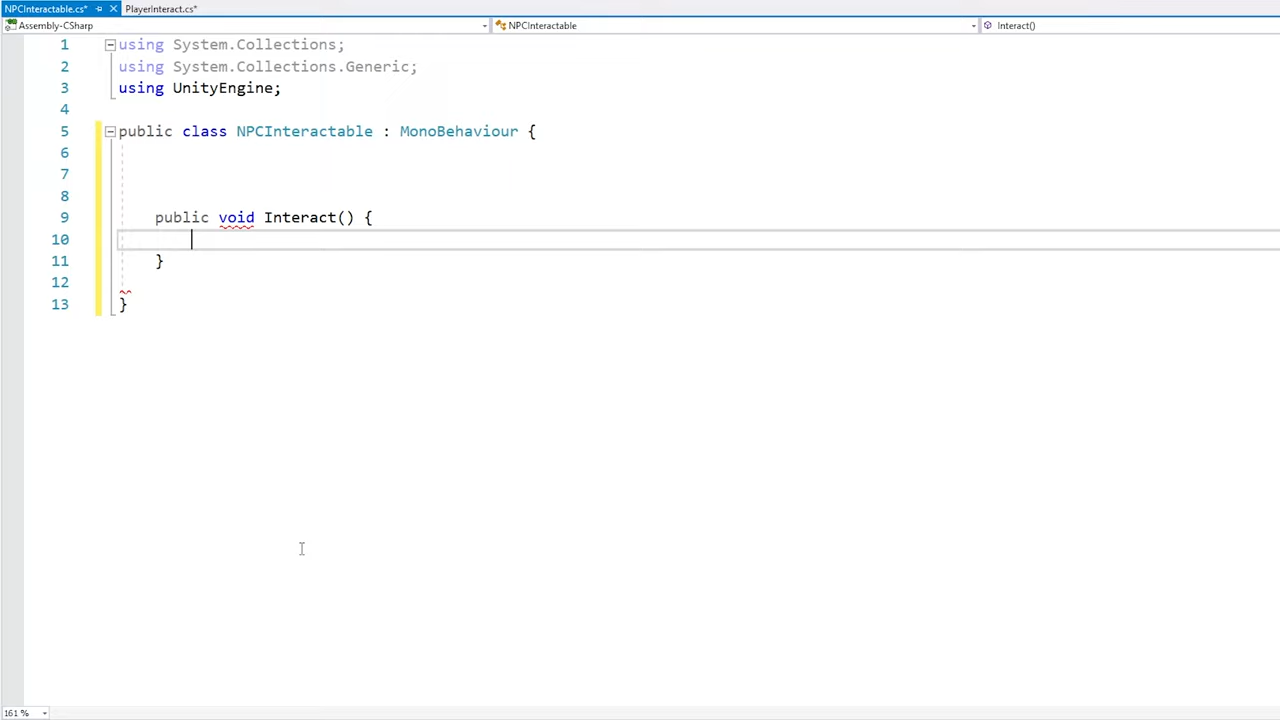 NPCInteractable.cs* PlayerInteract.cs*
Assembly-CSharp NPCInteractable Interact()
1 using System.Collections;
2 using System.Collections.Generic;
3 using UnityEngine;
4
5 public class NPCInteractable : MonoBehaviour {
6
7
8
9 public void Interact() {
10
11 }
12
13 }
161 %